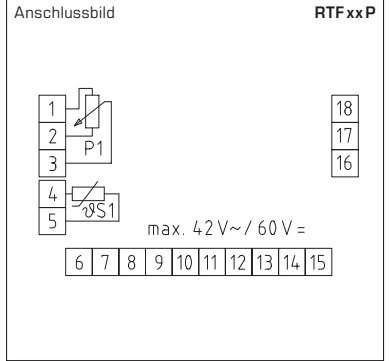 Anschlussbild RTF xx P
1 18
2 17
P1
3 16
4
ϑS1
5
max. 42 V~ / 60 V =
6 7 8 9 10 11 12 13 14 15